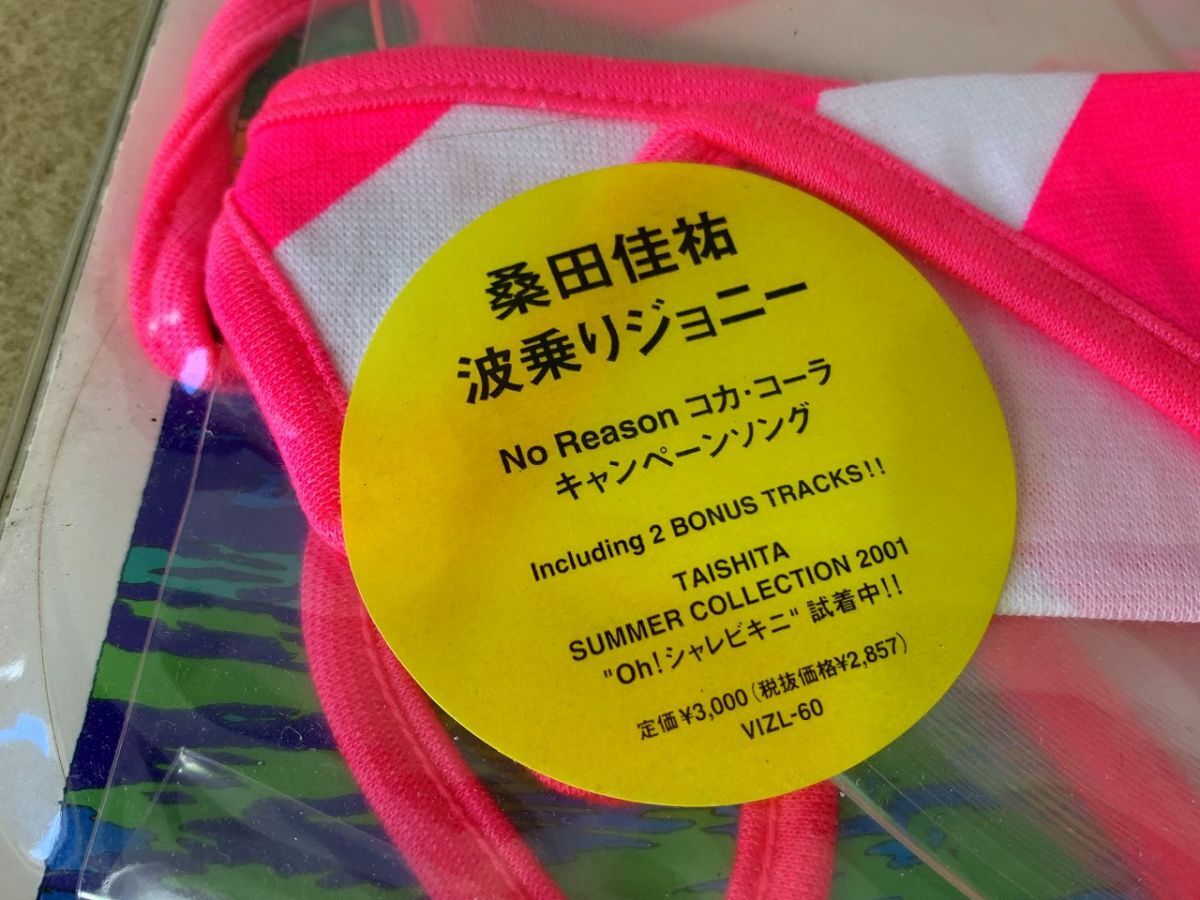 桑田佳祐
波乗りジョニー
No Reason コカ・コーラ
キャンペーンソング
Including 2 BONUS TRACKS!!
TAISHITA
SUMMER COLLECTION 2001
"Oh!シャレビキニ" 試着中!!
定価¥3,000(税抜価格¥2,857)
VIZL-60